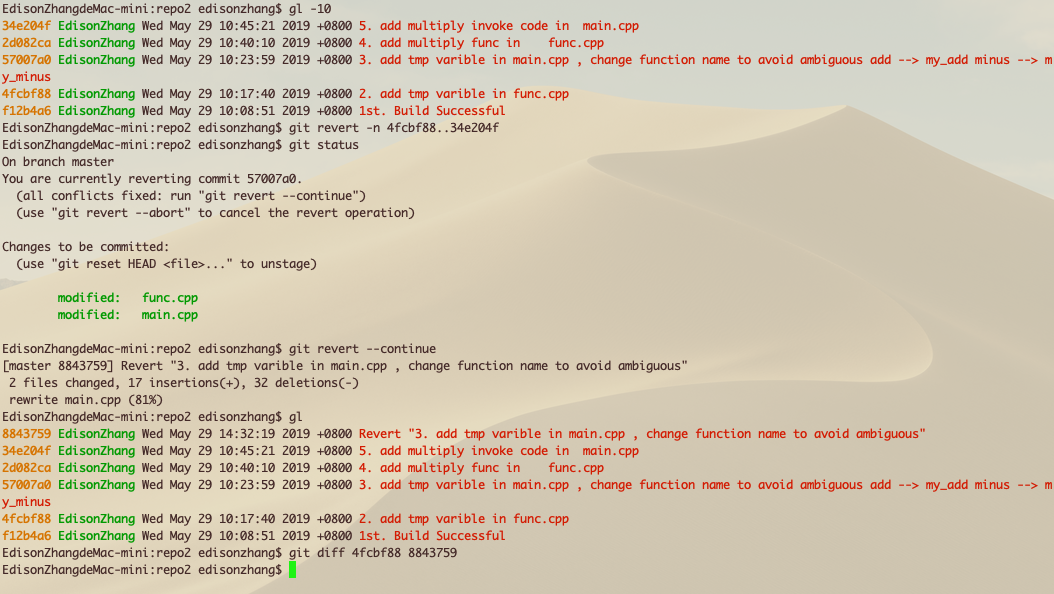 EdisonZhangdeMac-mini:repo2 edisonzhang$ gl -10
34e204f EdisonZhang Wed May 29 10:45:21 2019 +0800 5. add multiply invoke code in  main.cpp
2d082ca EdisonZhang Wed May 29 10:40:10 2019 +0800 4. add multiply func in    func.cpp
57007a0 EdisonZhang Wed May 29 10:23:59 2019 +0800 3. add tmp varible in main.cpp , change function name to avoid ambiguous add --> my_add minus --> m
y_minus
4fcbf88 EdisonZhang Wed May 29 10:17:40 2019 +0800 2. add tmp varible in func.cpp
f12b4a6 EdisonZhang Wed May 29 10:08:51 2019 +0800 1st. Build Successful
EdisonZhangdeMac-mini:repo2 edisonzhang$ git revert -n 4fcbf88..34e204f
EdisonZhangdeMac-mini:repo2 edisonzhang$ git status
On branch master
You are currently reverting commit 57007a0.
  (all conflicts fixed: run "git revert --continue")
  (use "git revert --abort" to cancel the revert operation)

Changes to be committed:
  (use "git reset HEAD <file>..." to unstage)

        modified:   func.cpp
        modified:   main.cpp

EdisonZhangdeMac-mini:repo2 edisonzhang$ git revert --continue
[master 8843759] Revert "3. add tmp varible in main.cpp , change function name to avoid ambiguous"
 2 files changed, 17 insertions(+), 32 deletions(-)
 rewrite main.cpp (81%)
EdisonZhangdeMac-mini:repo2 edisonzhang$ gl
8843759 EdisonZhang Wed May 29 14:32:19 2019 +0800 Revert "3. add tmp varible in main.cpp , change function name to avoid ambiguous"
34e204f EdisonZhang Wed May 29 10:45:21 2019 +0800 5. add multiply invoke code in  main.cpp
2d082ca EdisonZhang Wed May 29 10:40:10 2019 +0800 4. add multiply func in    func.cpp
57007a0 EdisonZhang Wed May 29 10:23:59 2019 +0800 3. add tmp varible in main.cpp , change function name to avoid ambiguous add --> my_add minus --> m
y_minus
4fcbf88 EdisonZhang Wed May 29 10:17:40 2019 +0800 2. add tmp varible in func.cpp
f12b4a6 EdisonZhang Wed May 29 10:08:51 2019 +0800 1st. Build Successful
EdisonZhangdeMac-mini:repo2 edisonzhang$ git diff 4fcbf88 8843759
EdisonZhangdeMac-mini:repo2 edisonzhang$